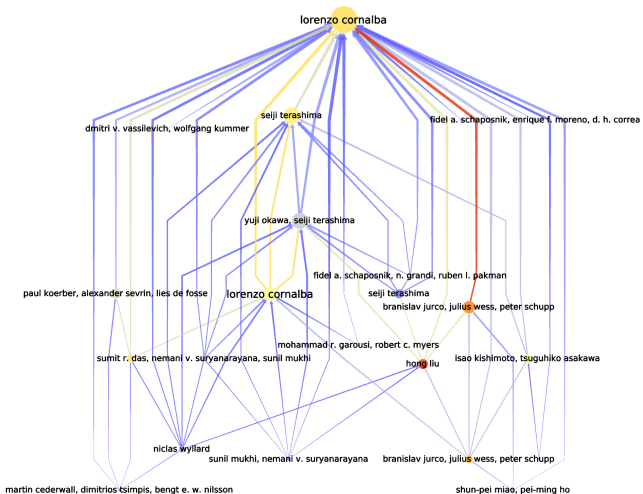 lorenzo cornalba
seiji terashima
dmitri v. vassilevich, wolfgang kummer
fidel a. schaposnik, enrique f. moreno, d. h. correa
yuji okawa, seiji terashima
fidel a. schaposnik, n. grandi, ruben l. pakman
paul koerber, alexander sevrin, lies de fosse
lorenzo cornalba
seiji terashima
branislav jurco, julius wess, peter schupp
mohammad r. garousi, robert c. myers
sumit r. das, nemani v. suryanarayana, sunil mukhi
hong liu
isao kishimoto, tsuguhiko asakawa
niclas wyllard
sunil mukhi, nemani v. suryanarayana
branislav jurco, julius wess, peter schupp
martin cederwall, dimitrios tsimpis, bengt e. w. nilsson
shun-pei miao, pei-ming ho